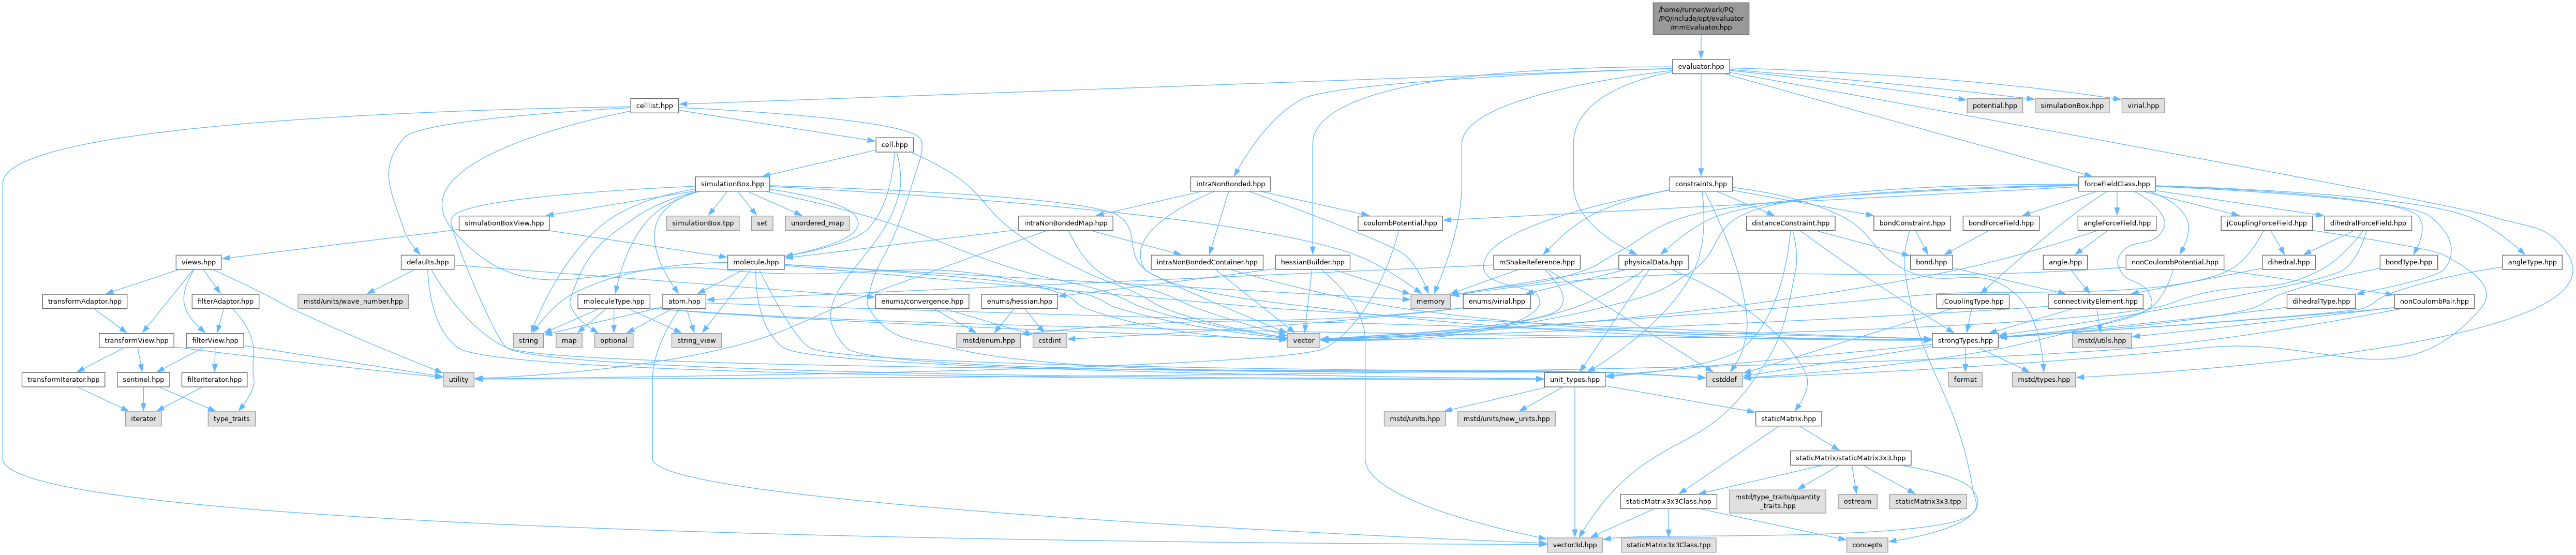 /home/runner/work/PQ
/PQ/include/opt/evaluator
/mmEvaluator.hpp
evaluator.hpp
celllist.hpp
potential.hpp
simulationBox.hpp
virial.hpp
cell.hpp
simulationBox.hpp
intraNonBonded.hpp
constraints.hpp
forceFieldClass.hpp
simulationBoxView.hpp
simulationBox.tpp
set
unordered_map
intraNonBondedMap.hpp
coulombPotential.hpp
distanceConstraint.hpp
bondConstraint.hpp
bondForceField.hpp
angleForceField.hpp
jCouplingForceField.hpp
dihedralForceField.hpp
views.hpp
defaults.hpp
molecule.hpp
intraNonBondedContainer.hpp
hessianBuilder.hpp
mShakeReference.hpp
physicalData.hpp
bond.hpp
angle.hpp
nonCoulombPotential.hpp
dihedral.hpp
bondType.hpp
angleType.hpp
transformAdaptor.hpp
filterAdaptor.hpp
mstd/units/wave_number.hpp
moleculeType.hpp
atom.hpp
enums/convergence.hpp
enums/hessian.hpp
memory
enums/virial.hpp
jCouplingType.hpp
connectivityElement.hpp
dihedralType.hpp
nonCoulombPair.hpp
transformView.hpp
filterView.hpp
string
map
optional
string_view
mstd/enum.hpp
cstdint
vector
strongTypes.hpp
mstd/utils.hpp
transformIterator.hpp
sentinel.hpp
filterIterator.hpp
utility
unit_types.hpp
cstddef
format
mstd/types.hpp
iterator
type_traits
mstd/units.hpp
mstd/units/new_units.hpp
staticMatrix.hpp
staticMatrix/staticMatrix3x3.hpp
staticMatrix3x3Class.hpp
mstd/type_traits/quantity
_traits.hpp
ostream
staticMatrix3x3.tpp
vector3d.hpp
staticMatrix3x3Class.tpp
concepts